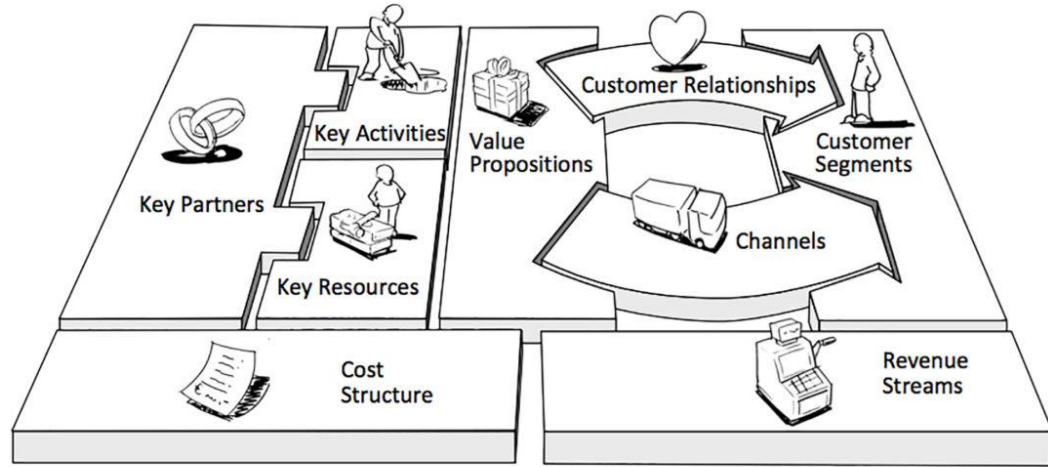 Key Partners
Key Activities
Key Resources
Value
Propositions
Customer Relationships
Channels
Customer
Segments
Cost
Structure
Revenue
Streams